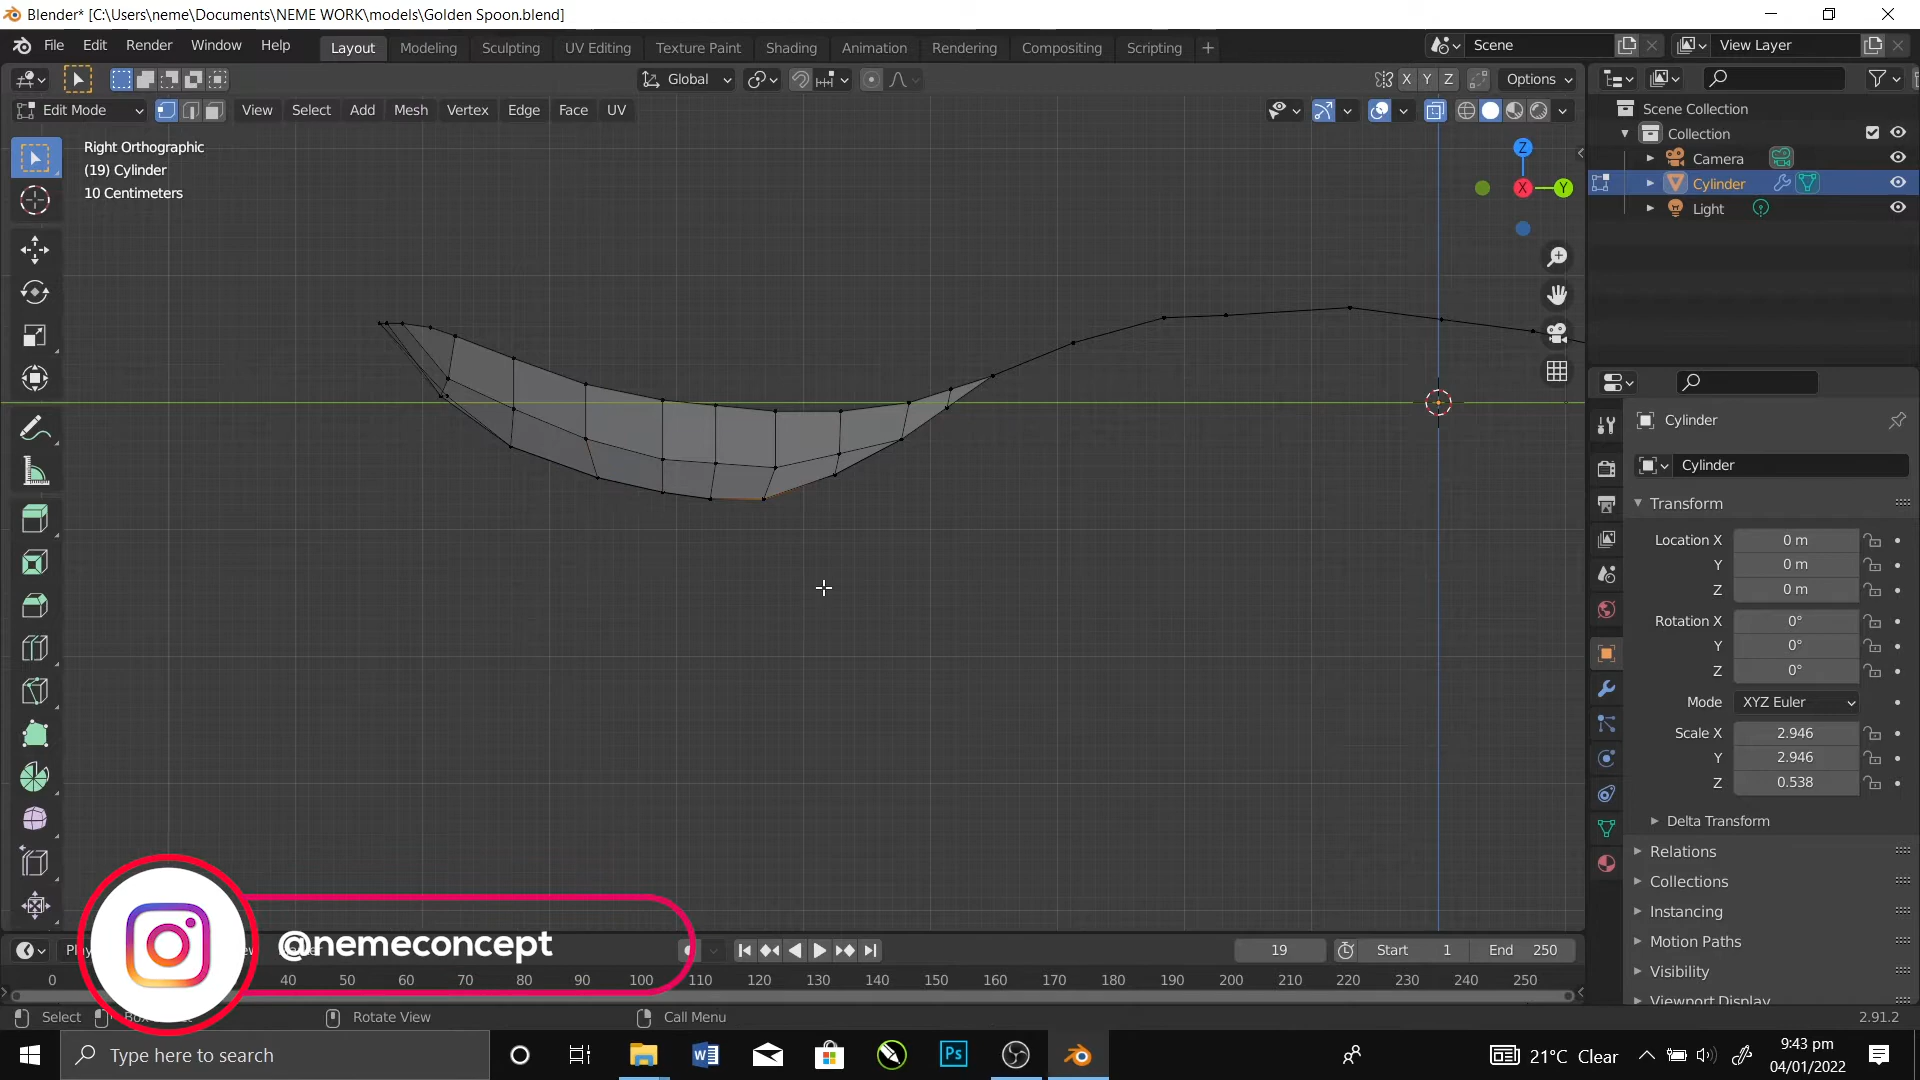 Blender* [C:\Users\neme\Documents\NEME WORK\models\Golden Spoon.blend]
File Edit Render Window Help
Layout Modeling Sculpting UV Editing Texture Paint Shading Animation Rendering Compositing Scripting +
Scene
View Layer
Global
X Y Z
Options
Edit Mode
View Select Add Mesh Vertex Edge Face UV
Right Orthographic
(19) Cylinder
10 Centimeters
Z
X
Y
Scene Collection
Collection
Camera
Cylinder
Light
Cylinder
Cylinder
Transform
Location X 0 m
Y 0 m
Z 0 m
Rotation X 0°
Y 0°
Z 0°
Mode XYZ Euler
Scale X 2.946
Y 2.946
Z 0.538
Delta Transform
Relations
Collections
Instancing
Motion Paths
Visibility
Viewport Display
@nemeconcept
19
Start 1
End 250
0 40 50 60 70 80 90 100 110 120 130 140 150 160 170 180 190 200 210 220 230 240 250
Select
Rotate View
Call Menu
2.91.2
Type here to search
Ps
21°C Clear
9:43 pm
04/01/2022